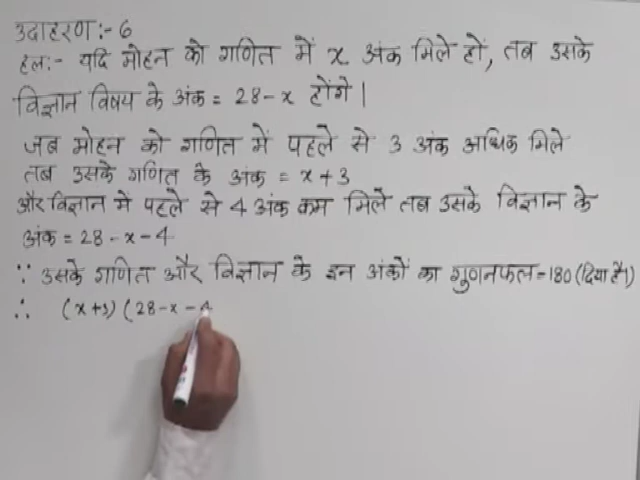 उदाहरण:- 6
हल:- यदि मोहन को गणित में x अंक मिले हों, तब उसके
विज्ञान विषय के अंक = 28-x होंगे |
जब मोहन को गणित में पहले से 3 अंक अधिक मिले
तब उसके गणित के अंक = x+3
और विज्ञान में पहले से 4 अंक कम मिले तब उसके विज्ञान के
अंक = 28-x-4
∵ उसके गणित और विज्ञान के इन अंकों का गुणनफल=180 (दिया है।)
∴ (x+3) (28-x-4